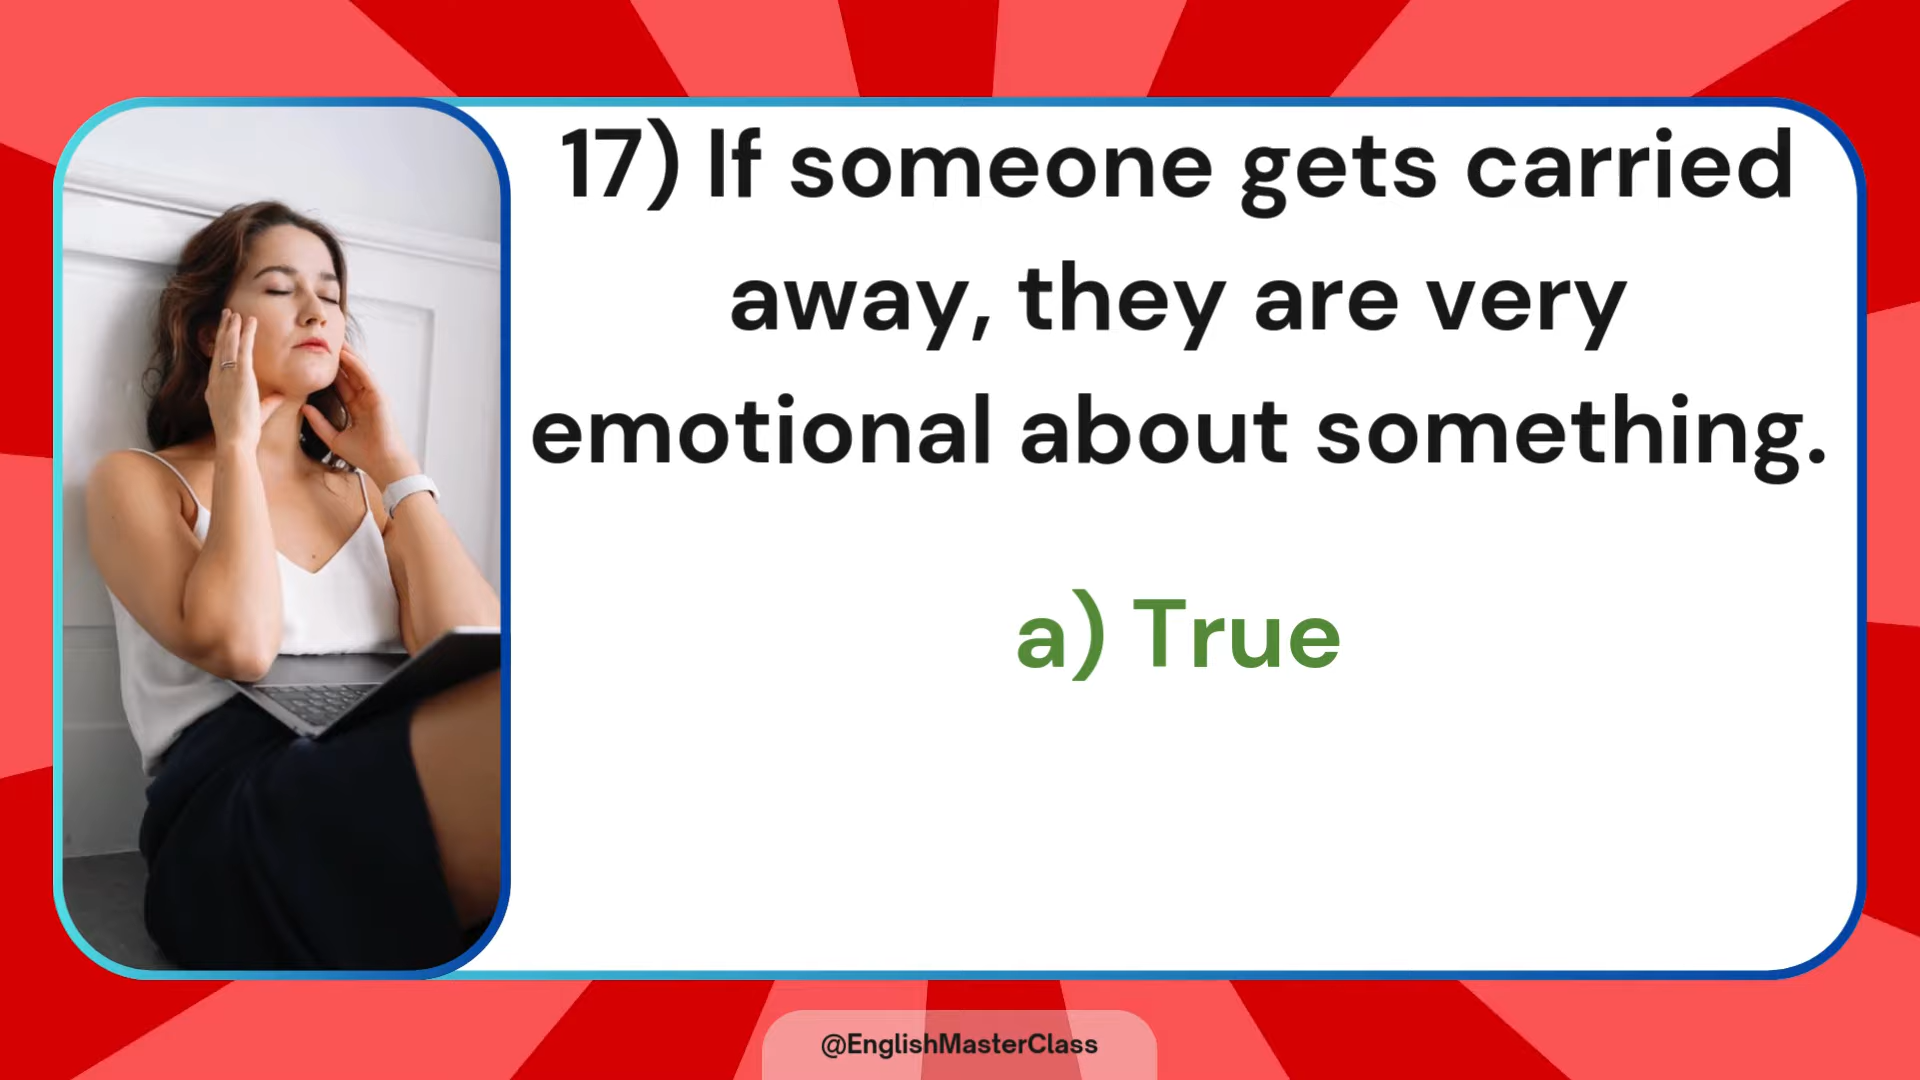 17) If someone gets carried
away, they are very
emotional about something.
a) True
@EnglishMasterClass